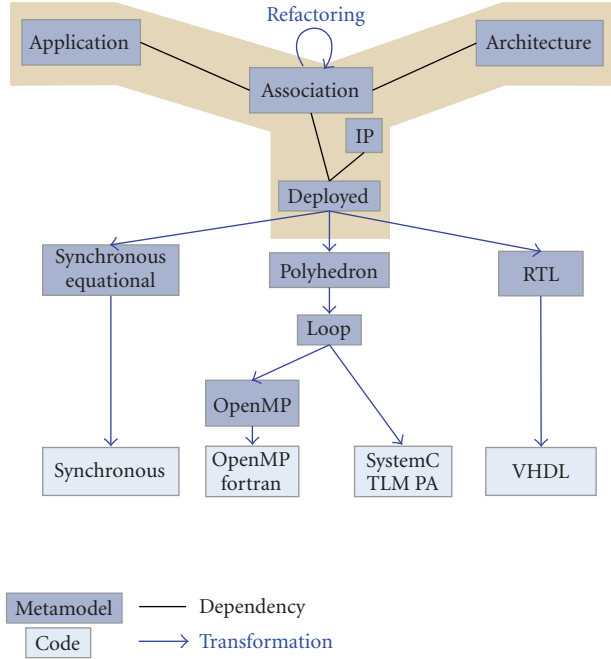 Refactoring
Application
Architecture
Association
IP
Deployed
Synchronous
equational
Polyhedron
RTL
Loop
OpenMP
Synchronous
OpenMP
fortran
SystemC
TLM PA
VHDL
Metamodel
Dependency
Code
Transformation